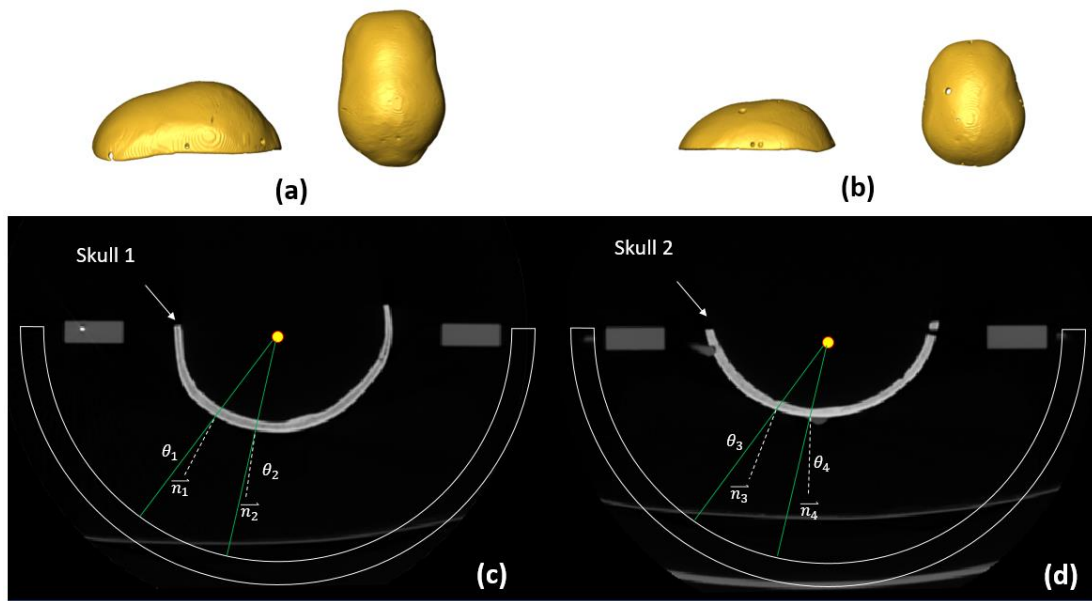 (a)
(b)
Skull 1
Skull 2
θ₁
θ₂
n₁
n₂
θ₃
θ₄
n₃
n₄
(c)
(d)